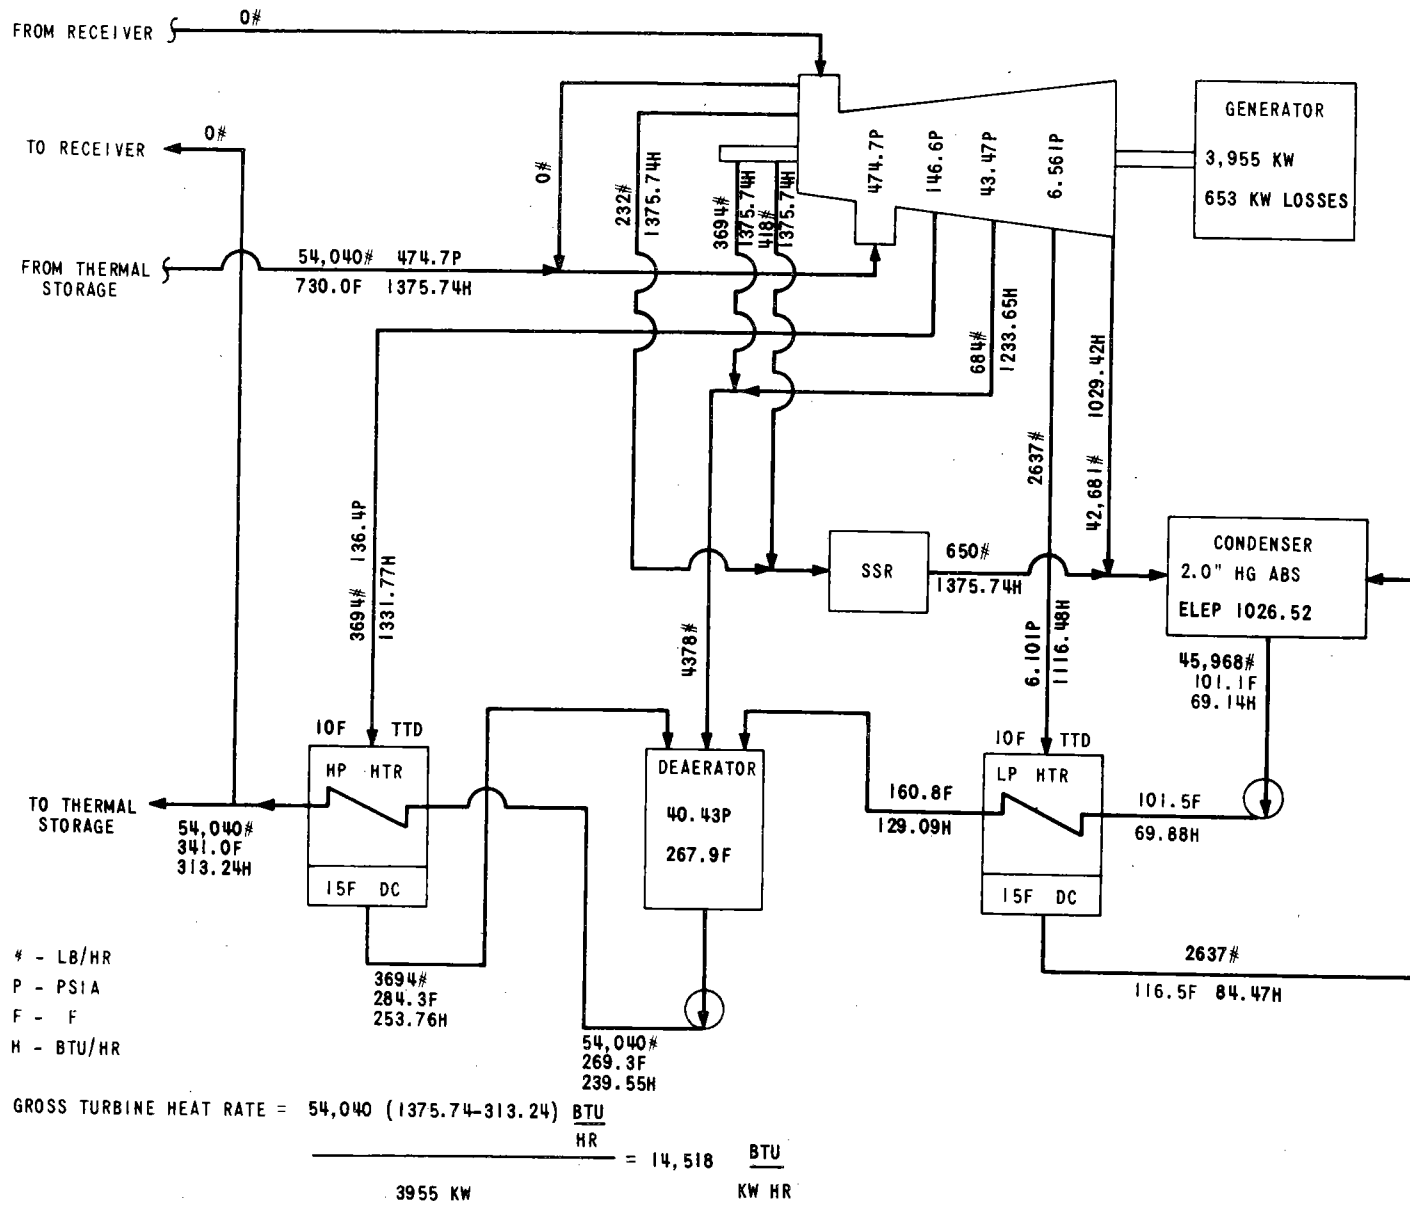 FROM RECEIVER
0#
TO RECEIVER
0#
0#
232#
1375.74H
3694#
1375.74H
418#
1375.74H
474.7P
146.6P
43.47P
6.561P
GENERATOR
3,955 KW
653 KW LOSSES
FROM THERMAL
STORAGE
54,040# 474.7P
730.0F 1375.74H
684#
1233.65H
2637#
42,681# 1029.42H
3694# 136.4P
1331.77H
4378#
SSR
650#
1375.74H
6.101P
1116.48H
CONDENSER
2.0" HG ABS
ELEP 1026.52
45,968#
101.1F
69.14H
10F TTD
HP HTR
15F DC
DEAERATOR
40.43P
267.9F
160.8F
129.09H
10F TTD
LP HTR
15F DC
101.5F
69.88H
TO THERMAL
STORAGE
54,040#
341.0F
313.24H
3694#
284.3F
253.76H
54,040#
269.3F
239.55H
2637#
116.5F 84.47H
# - LB/HR
P - PSIA
F - F
H - BTU/HR
GROSS TURBINE HEAT RATE = 54,040 (1375.74-313.24) BTU
HR
= 14,518 BTU
3955 KW KW HR